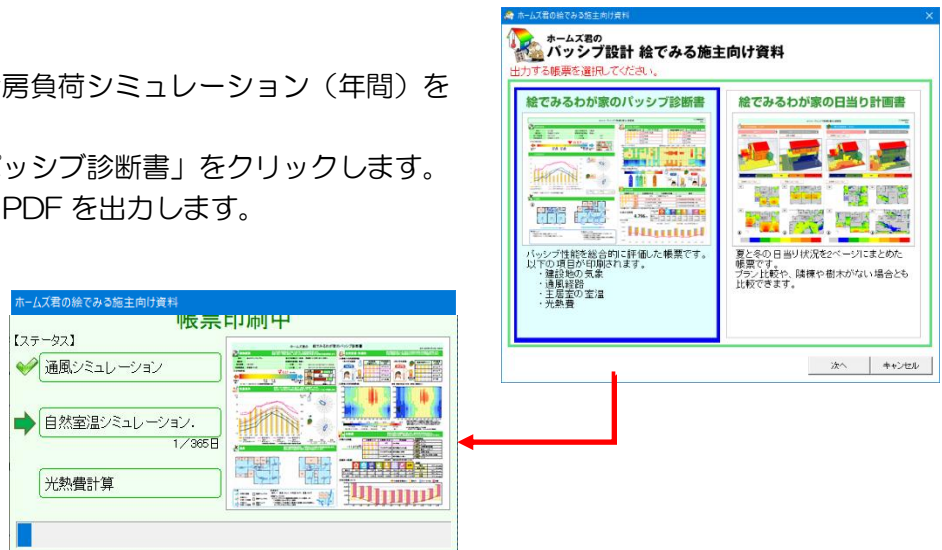 房負荷シミュレーション（年間）を
パッシブ診断書」をクリックします。
PDF を出力します。
ホームズ君の絵でみる施主向け資料
ホームズ君の
パッシブ設計 絵でみる施主向け資料
出力する帳票を選択してください。
絵でみるわが家のパッシブ診断書
パッシブ性能を総合的に評価した帳票です。
以下の項目が印刷されます。
・建設地の気象
・通風経路
・主居室の室温
・光熱費
絵でみるわが家の日当り計画書
夏と冬の日当り状況を2ページにまとめた
帳票です。
プラン比較や、隣棟や樹木がない場合とも
比較できます。
次へ
キャンセル
ホームズ君の絵でみる施主向け資料
帳票印刷中
【ステータス】
通風シミュレーション
自然室温シミュレーション.
1／365日
光熱費計算